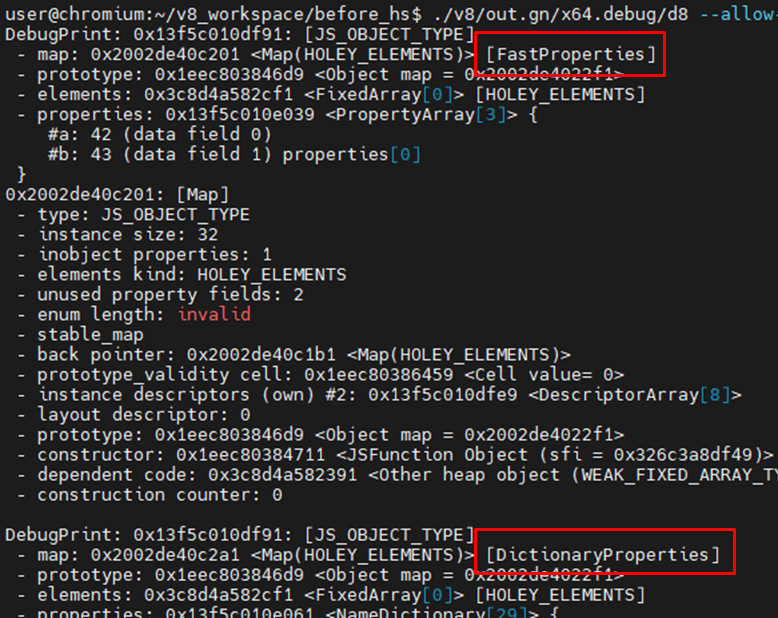 user@chromium:~/v8_workspace/before_hs$ ./v8/out.gn/x64.debug/d8 --allow-
DebugPrint: 0x13f5c010df91: [JS_OBJECT_TYPE]
 - map: 0x2002de40c201 <Map(HOLEY_ELEMENTS)> [FastProperties]
 - prototype: 0x1eec803846d9 <Object map = 0x2002de4022f1>
 - elements: 0x3c8d4a582cf1 <FixedArray[0]> [HOLEY_ELEMENTS]
 - properties: 0x13f5c010e039 <PropertyArray[3]> {
    #a: 42 (data field 0)
    #b: 43 (data field 1) properties[0]
 }
0x2002de40c201: [Map]
 - type: JS_OBJECT_TYPE
 - instance size: 32
 - inobject properties: 1
 - elements kind: HOLEY_ELEMENTS
 - unused property fields: 2
 - enum length: invalid
 - stable_map
 - back pointer: 0x2002de40c1b1 <Map(HOLEY_ELEMENTS)>
 - prototype_validity cell: 0x1eec80386459 <Cell value= 0>
 - instance descriptors (own) #2: 0x13f5c010dfe9 <DescriptorArray[8]>
 - layout descriptor: 0
 - prototype: 0x1eec803846d9 <Object map = 0x2002de4022f1>
 - constructor: 0x1eec80384711 <JSFunction Object (sfi = 0x326c3a8df49)>
 - dependent code: 0x3c8d4a582391 <Other heap object (WEAK_FIXED_ARRAY_TY
 - construction counter: 0

DebugPrint: 0x13f5c010df91: [JS_OBJECT_TYPE]
 - map: 0x2002de40c2a1 <Map(HOLEY_ELEMENTS)> [DictionaryProperties]
 - prototype: 0x1eec803846d9 <Object map = 0x2002de4022f1>
 - elements: 0x3c8d4a582cf1 <FixedArray[0]> [HOLEY_ELEMENTS]
 - properties: 0x13f5c010e061 <NameDictionary[29]> {